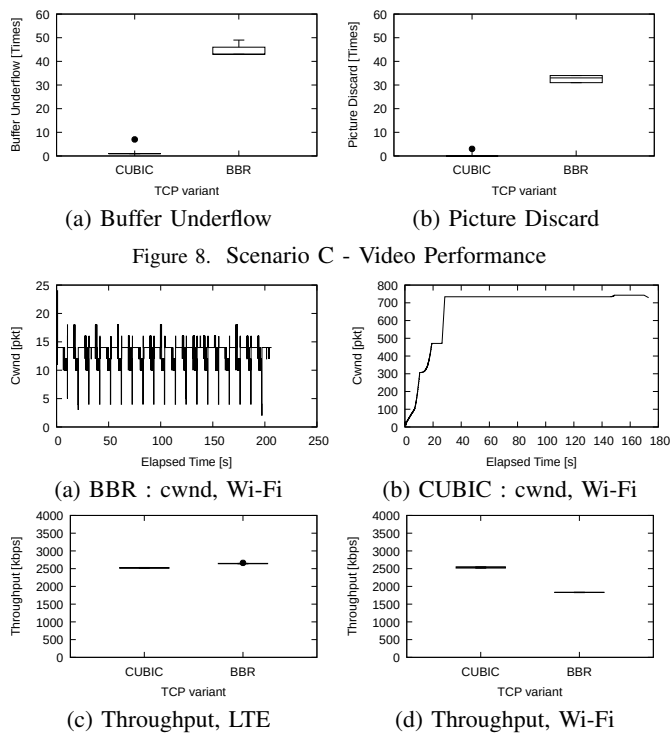 60
50
40
30
20
10
0
Buffer Underflow [Times]
CUBIC BBR
TCP variant
(a) Buffer Underflow
60
50
40
30
20
10
0
Picture Discard [Times]
CUBIC BBR
TCP variant
(b) Picture Discard
Figure 8. Scenario C - Video Performance
25
20
15
10
5
0
Cwnd [pkt]
0 50 100 150 200 250
Elapsed Time [s]
(a) BBR : cwnd, Wi-Fi
800
700
600
500
400
300
200
100
0
Cwnd [pkt]
0 20 40 60 80 100 120 140 160 180
Elapsed Time [s]
(b) CUBIC : cwnd, Wi-Fi
4000
3500
3000
2500
2000
1500
1000
500
0
Throughput [kbps]
CUBIC BBR
TCP variant
(c) Throughput, LTE
4000
3500
3000
2500
2000
1500
1000
500
0
Throughput [kbps]
CUBIC BBR
TCP variant
(d) Throughput, Wi-Fi